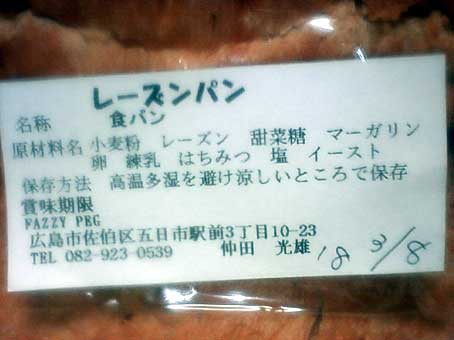 レーズンパン
名称 食パン
原材料名 小麦粉 レーズン 甜菜糖 マーガリン
卵 練乳 はちみつ 塩 イースト
保存方法 高温多湿を避け涼しいところで保存
賞味期限
FAZZY PEG
広島市佐伯区五日市駅前3丁目10-23
TEL 082-923-0539 仲田 光雄 18 3/8